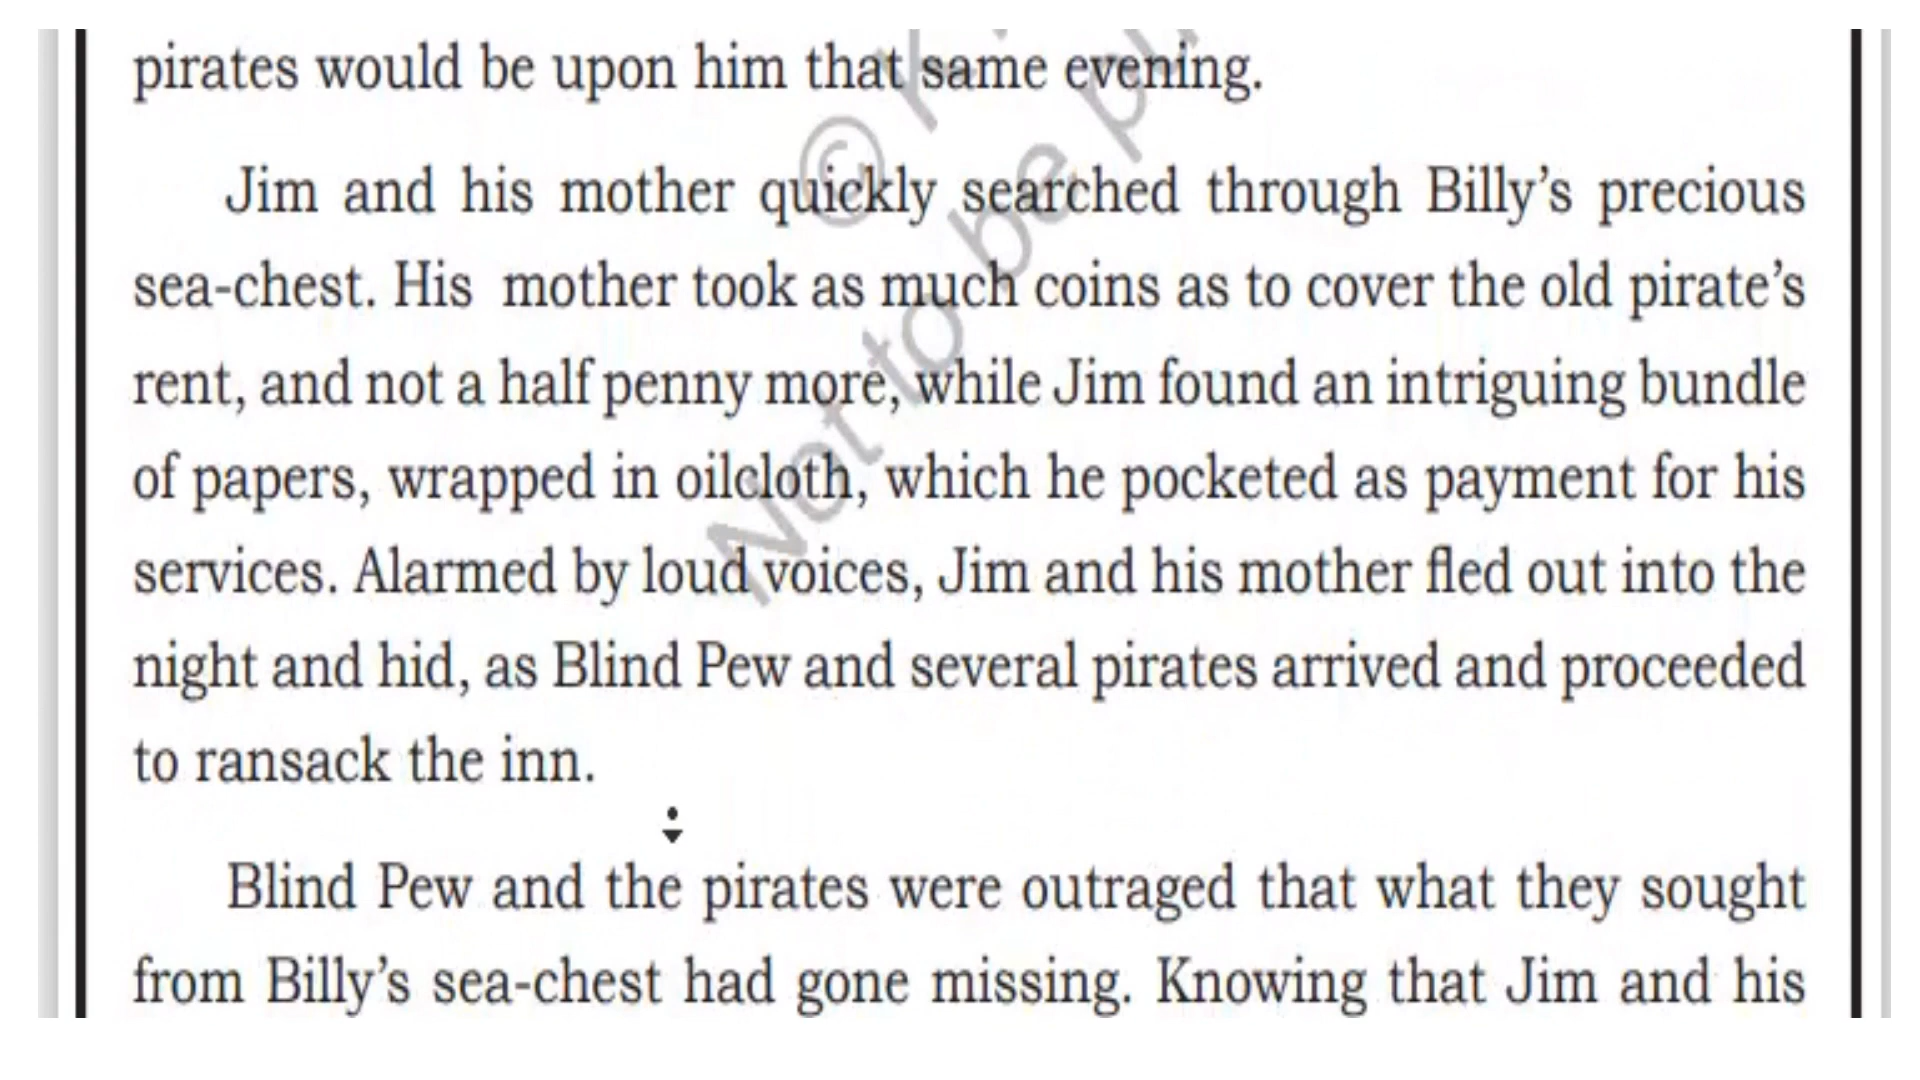 pirates would be upon him that same evening.
Jim and his mother quickly searched through Billy’s precious
sea-chest. His mother took as much coins as to cover the old pirate’s
rent, and not a half penny more, while Jim found an intriguing bundle
of papers, wrapped in oilcloth, which he pocketed as payment for his
services. Alarmed by loud voices, Jim and his mother fled out into the
night and hid, as Blind Pew and several pirates arrived and proceeded
to ransack the inn.
Blind Pew and the pirates were outraged that what they sought
from Billy’s sea-chest had gone missing. Knowing that Jim and his
© K
Not to be